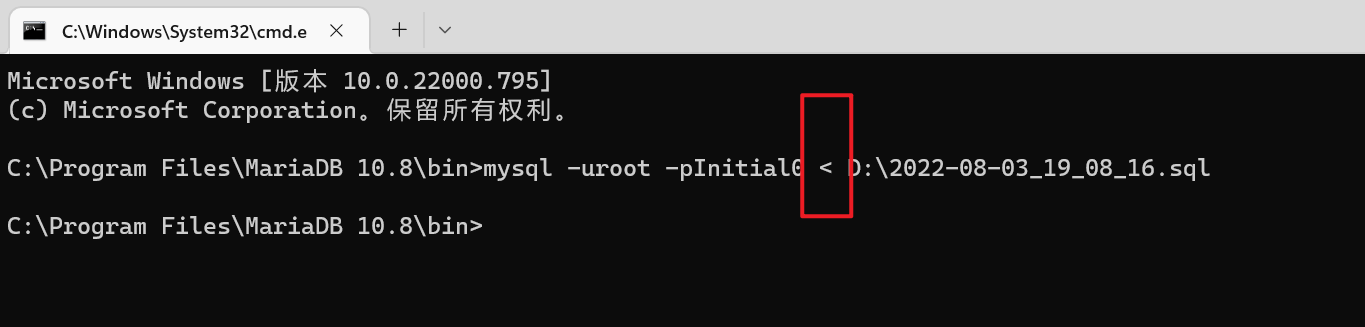 C:\Windows\System32\cmd.e
Microsoft Windows [版本 10.0.22000.795]
(c) Microsoft Corporation。保留所有权利。
C:\Program Files\MariaDB 10.8\bin>mysql -uroot -pInitial0 < D:\2022-08-03_19_08_16.sql
C:\Program Files\MariaDB 10.8\bin>